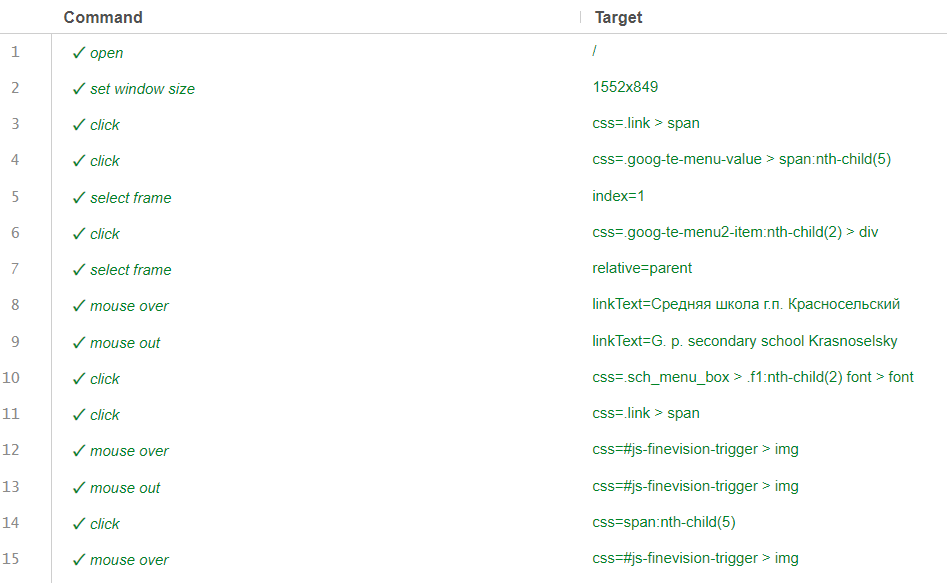 Command Target
1 ✓ open /
2 ✓ set window size 1552x849
3 ✓ click css=.link > span
4 ✓ click css=.goog-te-menu-value > span:nth-child(5)
5 ✓ select frame index=1
6 ✓ click css=.goog-te-menu2-item:nth-child(2) > div
7 ✓ select frame relative=parent
8 ✓ mouse over linkText=Средняя школа г.п. Красносельский
9 ✓ mouse out linkText=G. p. secondary school Krasnoselsky
10 ✓ click css=.sch_menu_box > .f1:nth-child(2) font > font
11 ✓ click css=.link > span
12 ✓ mouse over css=#js-finevision-trigger > img
13 ✓ mouse out css=#js-finevision-trigger > img
14 ✓ click css=span:nth-child(5)
15 ✓ mouse over css=#js-finevision-trigger > img